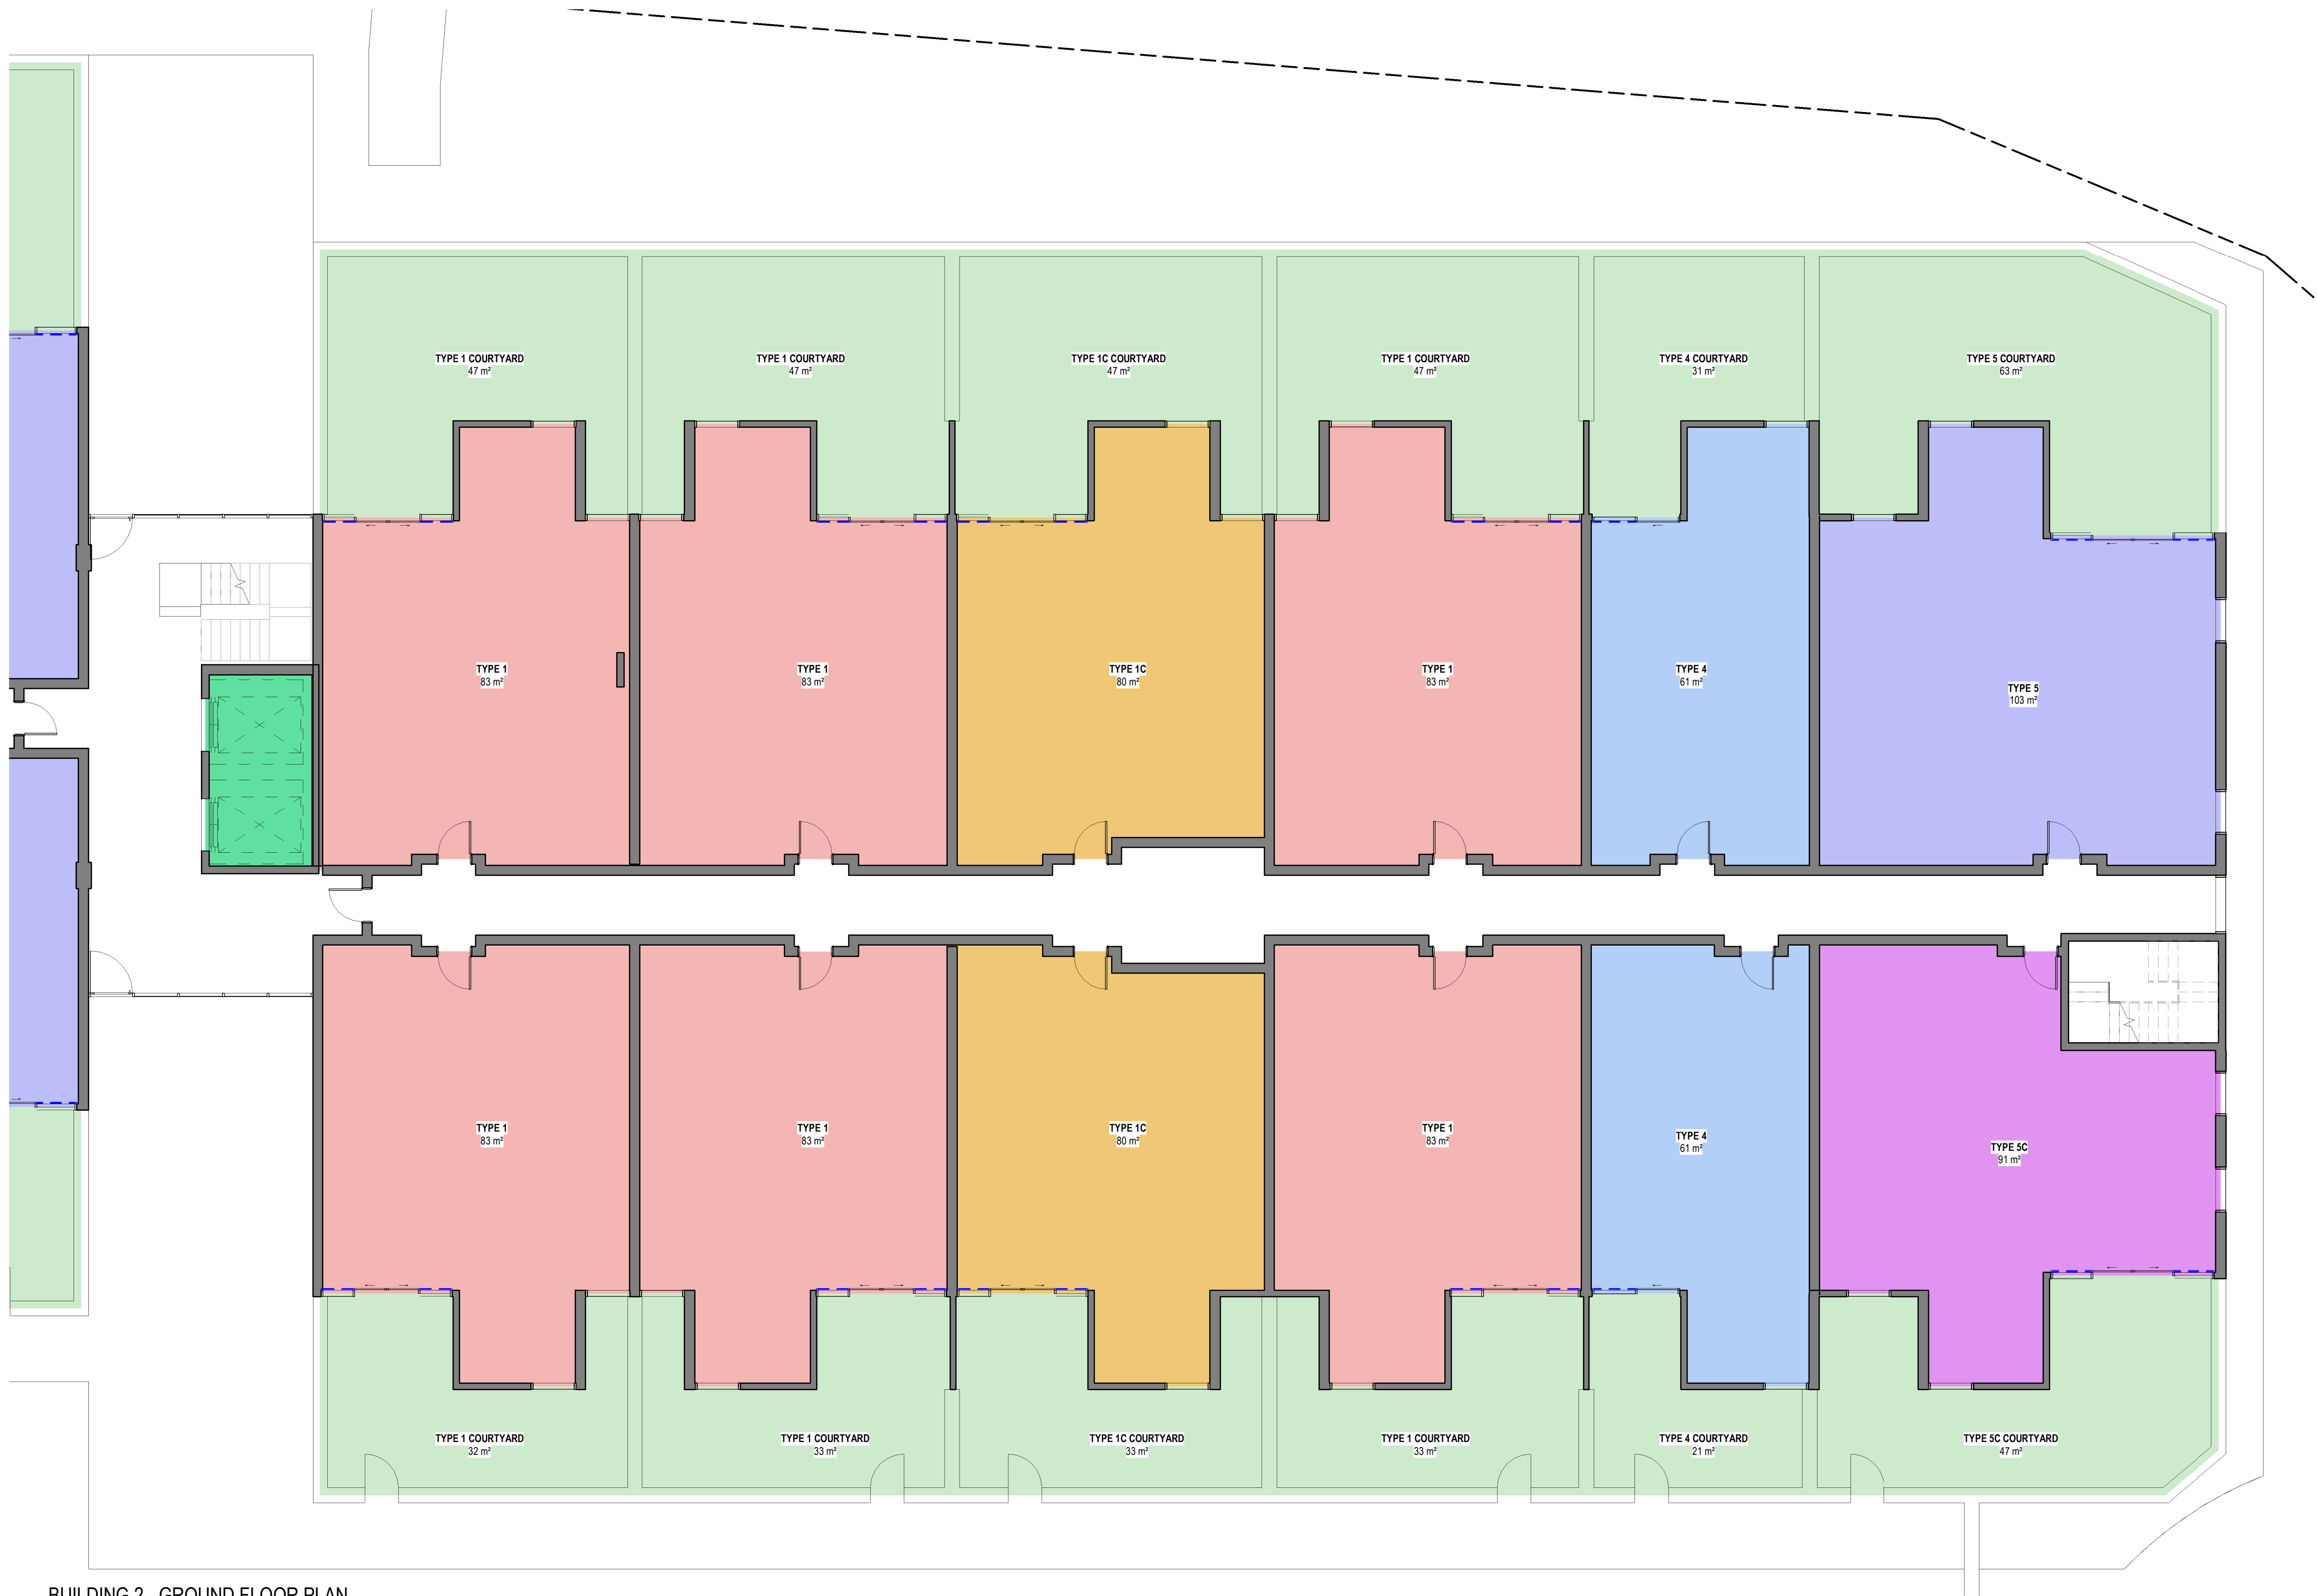 TYPE 1 COURTYARD
47 m²
TYPE 1 COURTYARD
47 m²
TYPE 1C COURTYARD
47 m²
TYPE 1 COURTYARD
47 m²
TYPE 4 COURTYARD
31 m²
TYPE 5 COURTYARD
63 m²
TYPE 1
83 m²
TYPE 1
83 m²
TYPE 1C
80 m²
TYPE 1
83 m²
TYPE 4
61 m²
TYPE 5
103 m²
TYPE 1
83 m²
TYPE 1
83 m²
TYPE 1C
80 m²
TYPE 1
83 m²
TYPE 4
61 m²
TYPE 5C
91 m²
TYPE 1 COURTYARD
32 m²
TYPE 1 COURTYARD
33 m²
TYPE 1C COURTYARD
33 m²
TYPE 1 COURTYARD
33 m²
TYPE 4 COURTYARD
21 m²
TYPE 5C COURTYARD
47 m²
BUILDING 2 - GROUND FLOOR PLAN